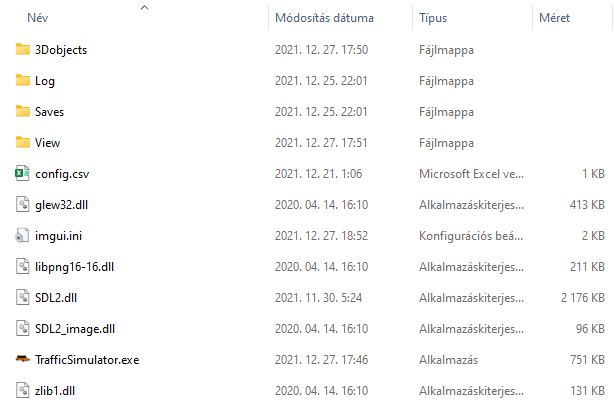 Név Módosítás dátuma Típus Méret
3Dobjects 2021. 12. 27. 17:50 Fájlmappa
Log 2021. 12. 25. 22:01 Fájlmappa
Saves 2021. 12. 25. 22:01 Fájlmappa
View 2021. 12. 27. 17:51 Fájlmappa
config.csv 2021. 12. 21. 1:06 Microsoft Excel ve... 1 KB
glew32.dll 2020. 04. 14. 16:10 Alkalmazáskiterjes... 413 KB
imgui.ini 2021. 12. 27. 18:52 Konfigurációs beá... 2 KB
libpng16-16.dll 2020. 04. 14. 16:10 Alkalmazáskiterjes... 211 KB
SDL2.dll 2021. 11. 30. 5:24 Alkalmazáskiterjes... 2 176 KB
SDL2_image.dll 2020. 04. 14. 16:10 Alkalmazáskiterjes... 96 KB
TrafficSimulator.exe 2021. 12. 27. 17:46 Alkalmazás 751 KB
zlib1.dll 2020. 04. 14. 16:10 Alkalmazáskiterjes... 131 KB